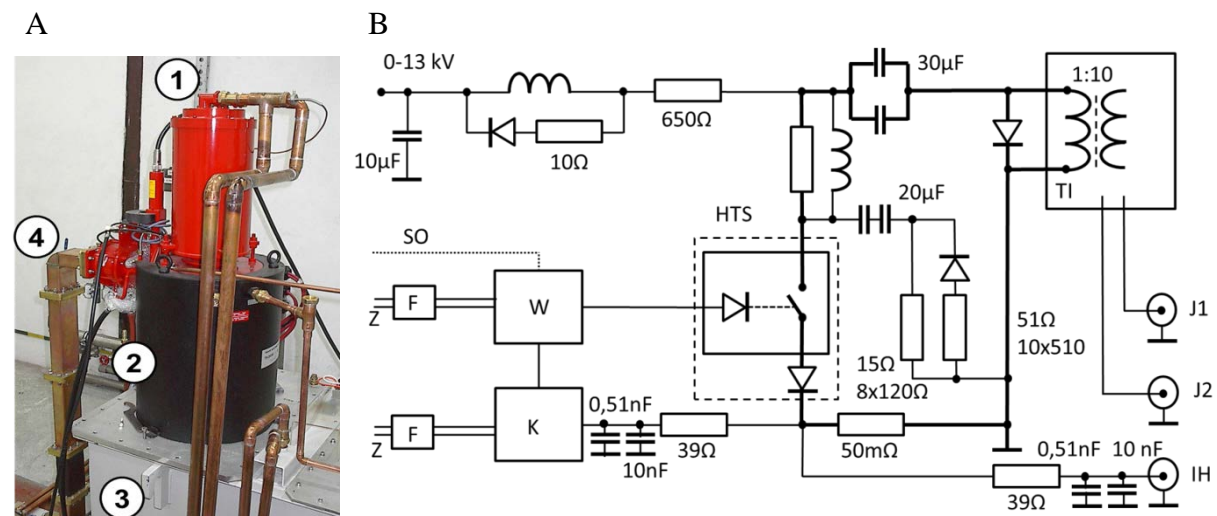 A
B
1
2
3
4
0-13 kV
10µF
10Ω
650Ω
30µF
1:10
TI
20µF
HTS
SO
Z
F
W
Z
F
K
0,51nF
10nF
39Ω
50mΩ
15Ω
8x120Ω
51Ω
10x510
J1
J2
0,51nF
10 nF
39Ω
IH